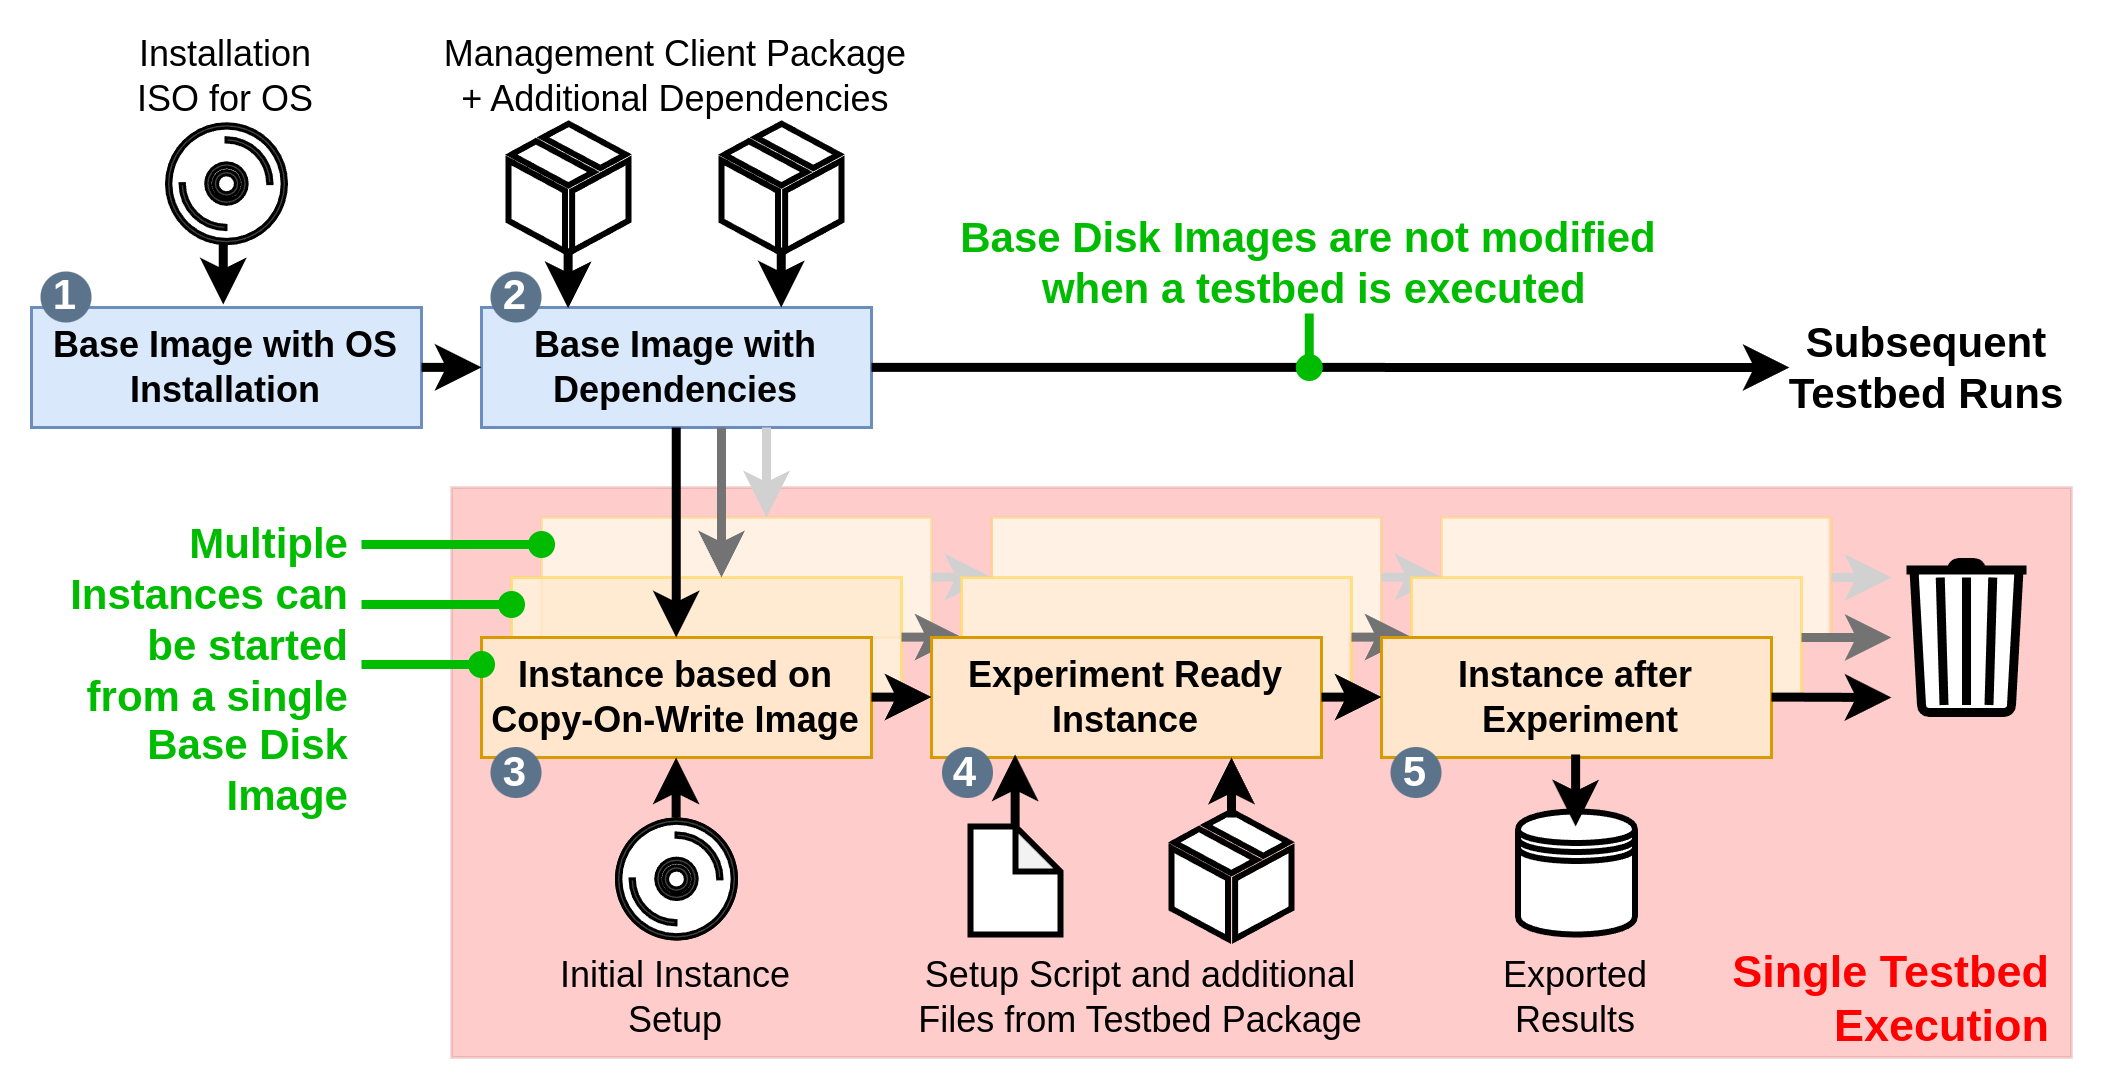 Installation
ISO for OS
Management Client Package
+ Additional Dependencies
1
Base Image with OS
Installation
2
Base Image with
Dependencies
Base Disk Images are not modified
when a testbed is executed
Subsequent
Testbed Runs
Multiple
Instances can
be started
from a single
Base Disk
Image
Instance based on
Copy-On-Write Image
3
Experiment Ready
Instance
4
Instance after
Experiment
5
Initial Instance
Setup
Setup Script and additional
Files from Testbed Package
Exported
Results
Single Testbed
Execution